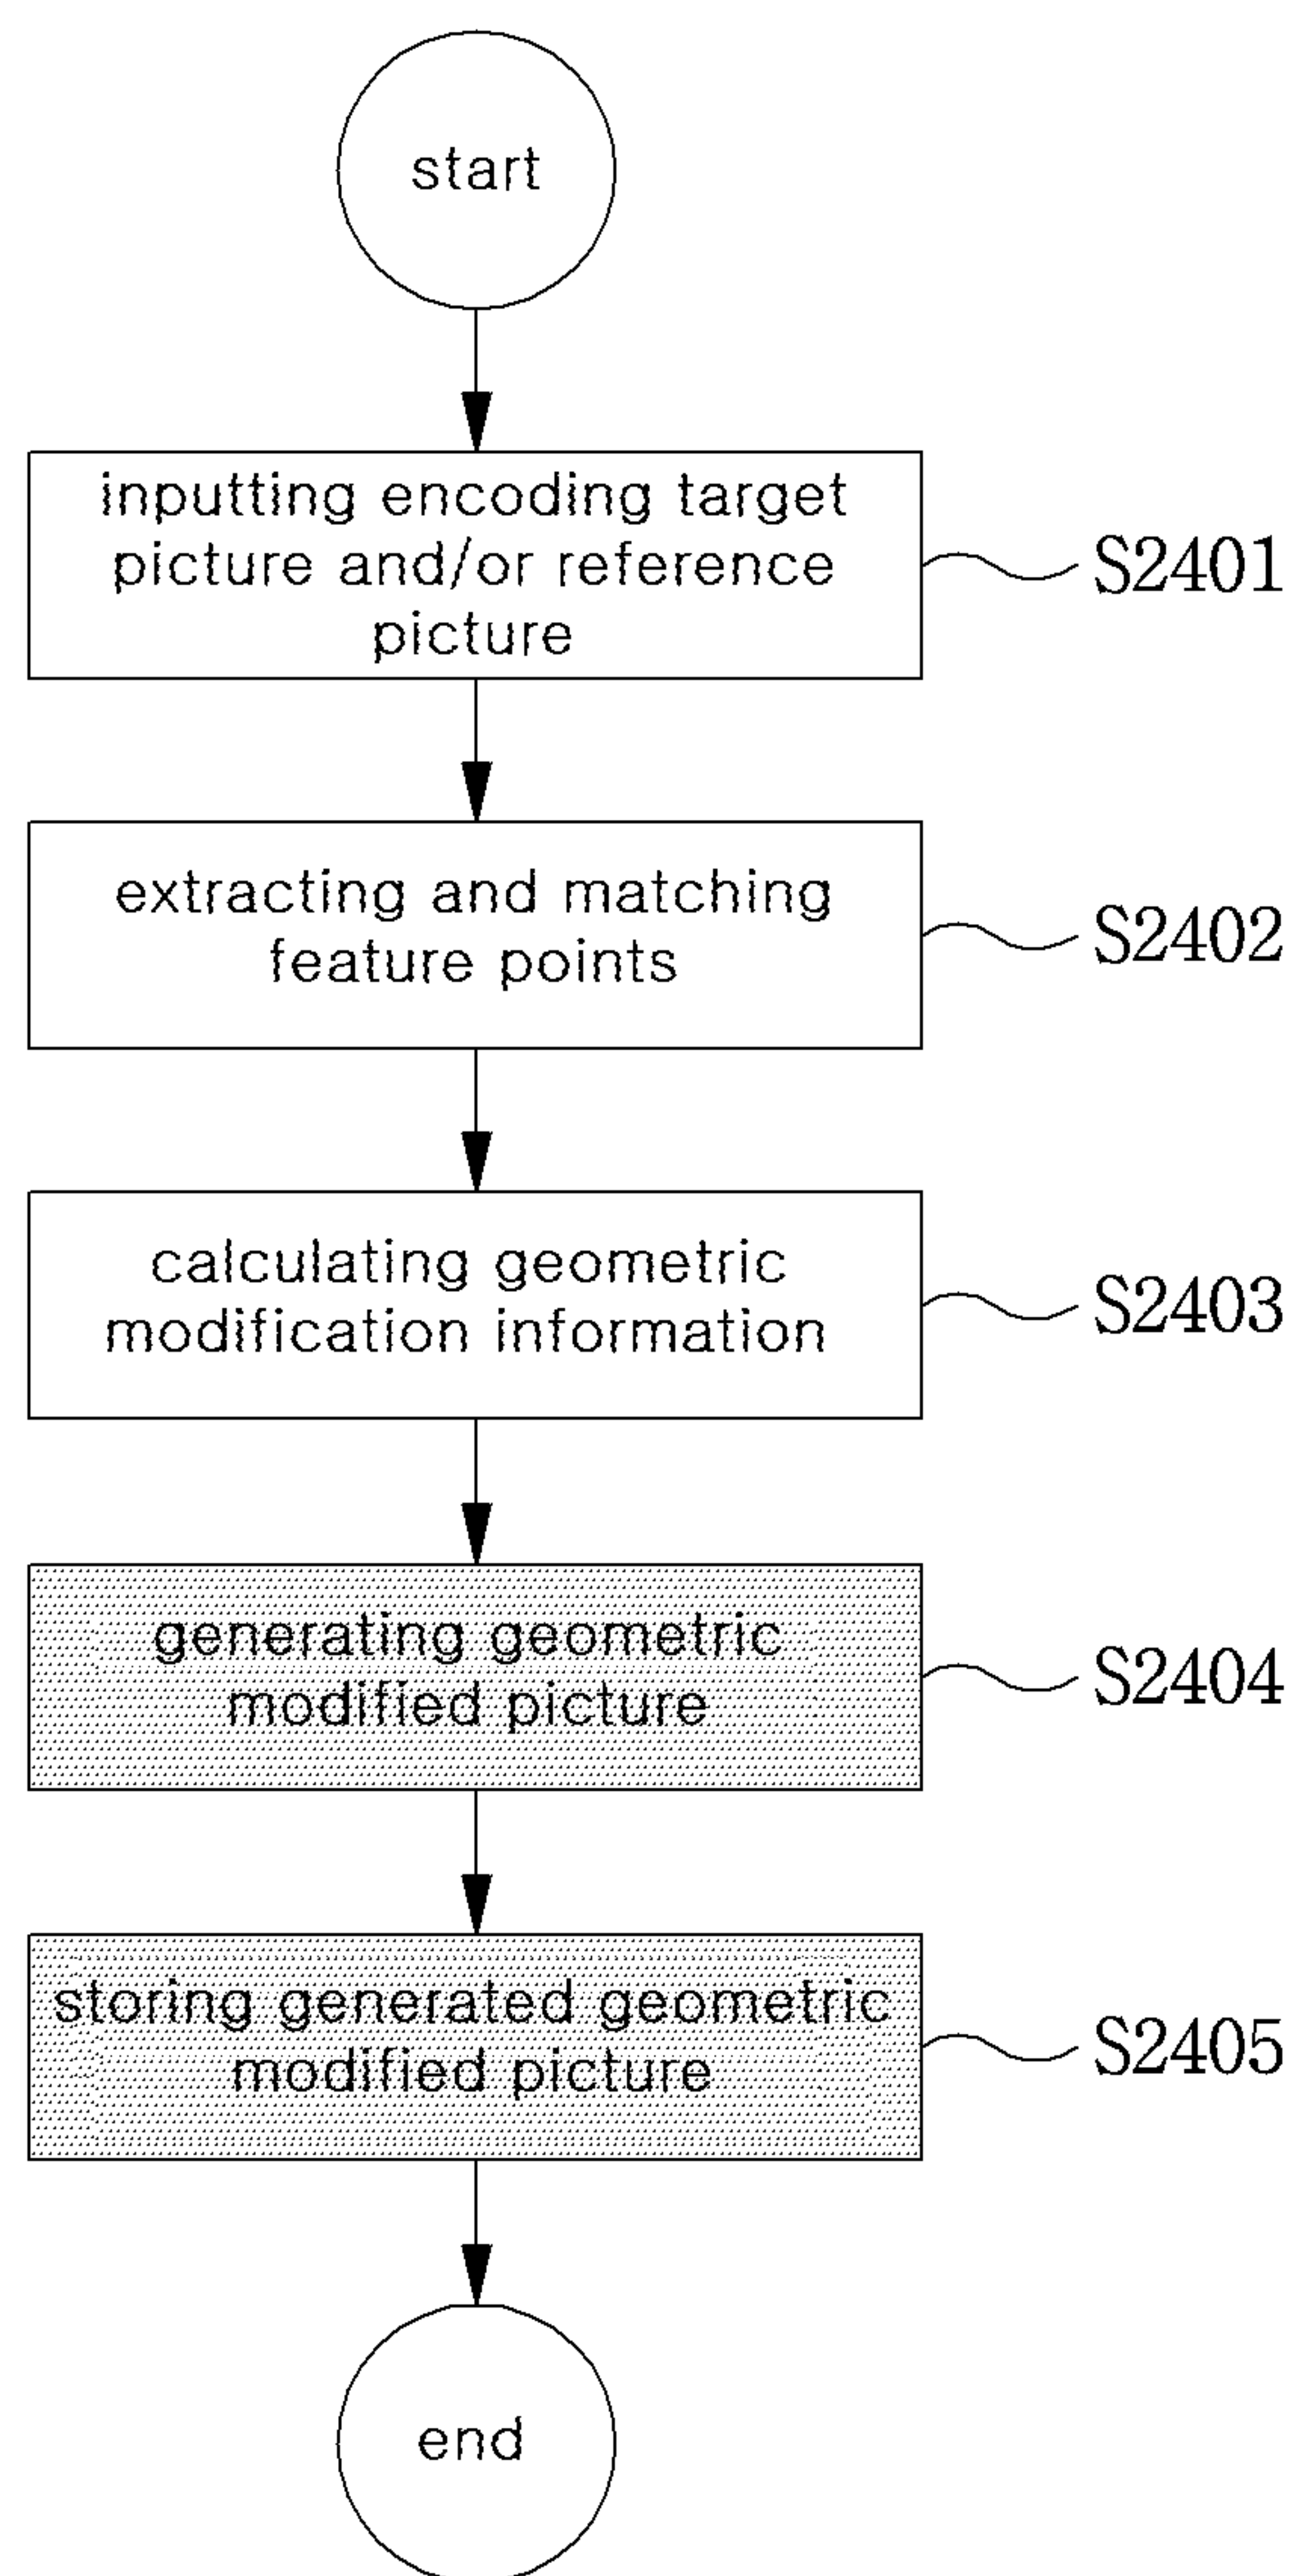 start
inputting encoding target
picture and/or reference
picture
S2401
extracting and matching
feature points
S2402
calculating geometric
modification information
S2403
generating geometric
modified picture
S2404
storing generated geometric
modified picture
S2405
end